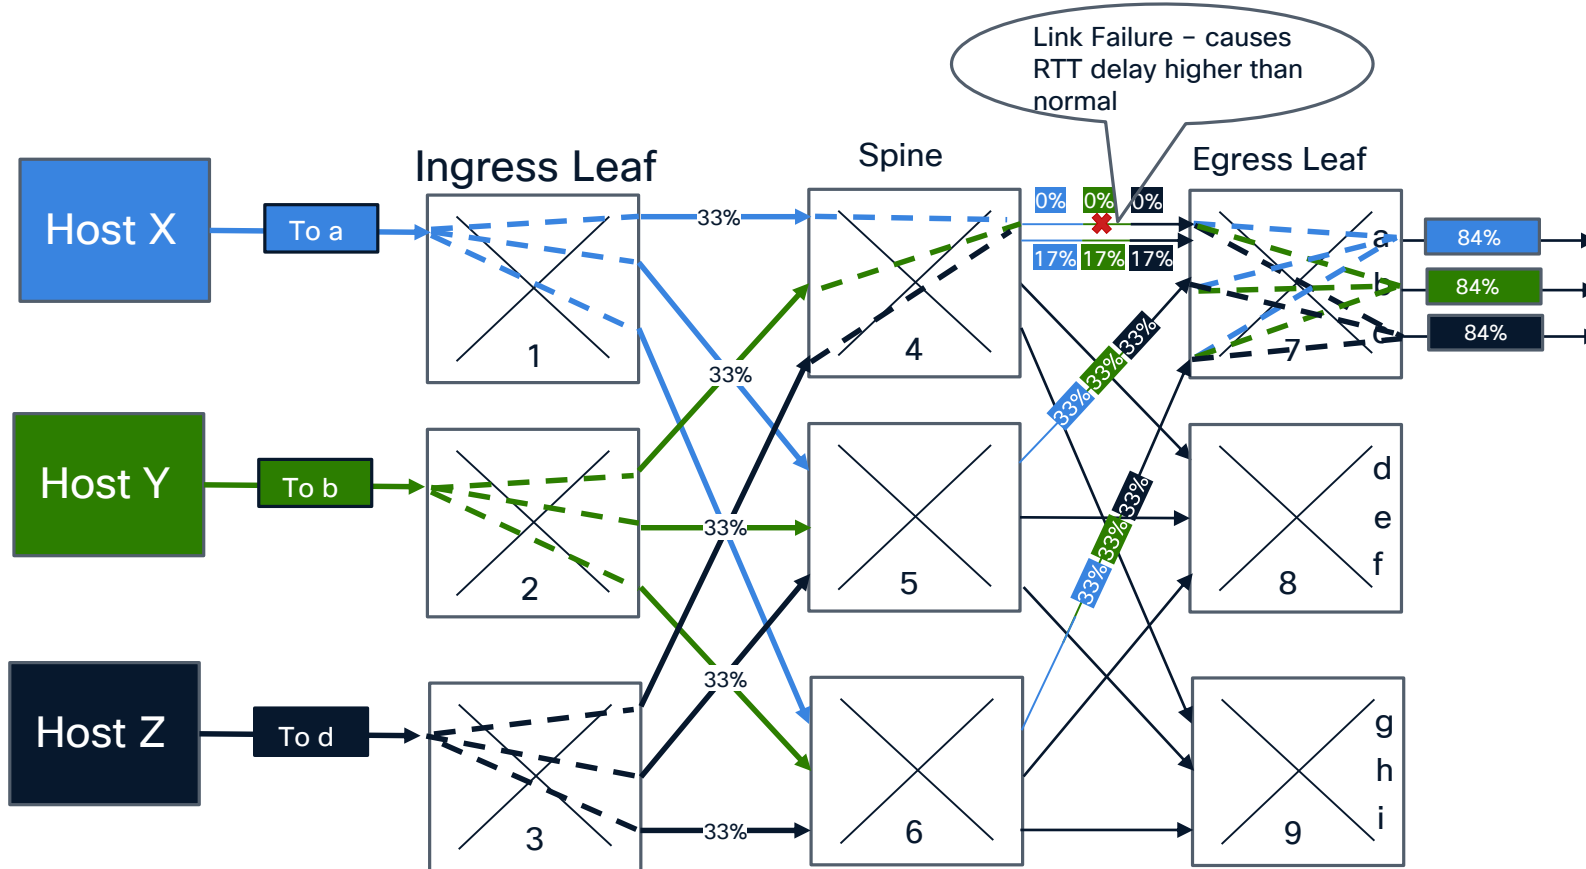 Link Failure – causes
RTT delay higher than
normal
Ingress Leaf
Spine
Egress Leaf
Host X
To a
33%
0%
0%
0%
17%
17%
17%
a
84%
b
84%
c
84%
1
4
7
33%
33%
33%
33%
Host Y
To b
33%
33%
33%
33%
d
e
f
2
5
8
33%
Host Z
To d
33%
g
h
i
3
6
9